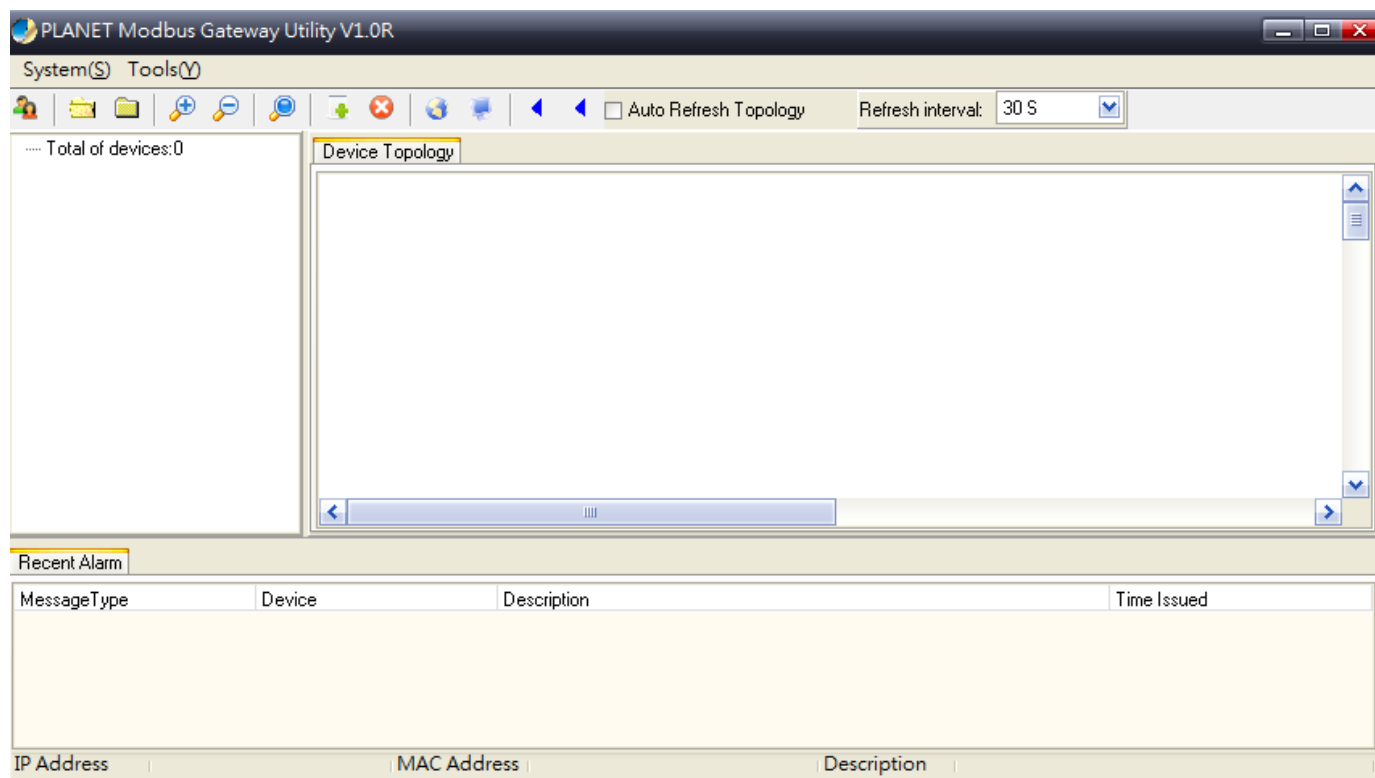 PLANET Modbus Gateway Utility V1.0R
System(S) Tools(Y)
Auto Refresh Topology Refresh interval: 30 S
Total of devices:0
Device Topology
Recent Alarm
MessageType Device Description Time Issued
IP Address MAC Address Description